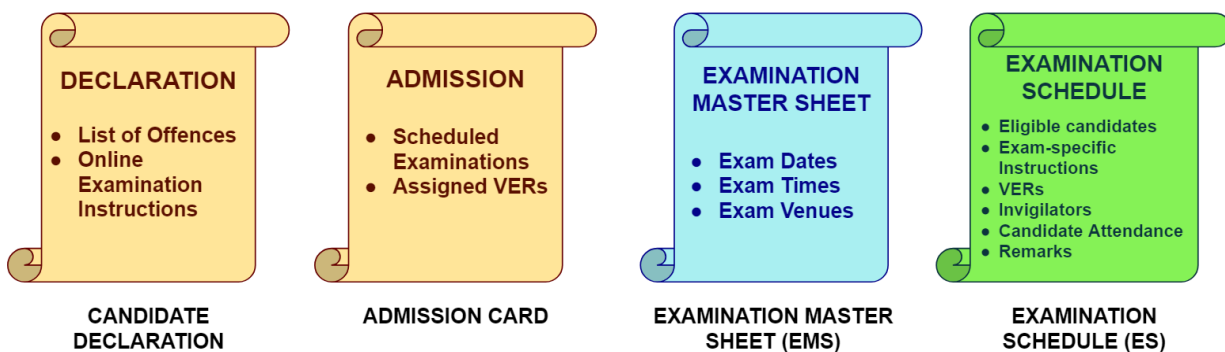 DECLARATION
● List of Offences
● Online
Examination
Instructions
CANDIDATE
DECLARATION
ADMISSION
● Scheduled
Examinations
● Assigned VERs
ADMISSION CARD
EXAMINATION
MASTER SHEET
● Exam Dates
● Exam Times
● Exam Venues
EXAMINATION MASTER
SHEET (EMS)
EXAMINATION
SCHEDULE
● Eligible candidates
● Exam-specific
Instructions
● VERs
● Invigilators
● Candidate Attendance
● Remarks
EXAMINATION
SCHEDULE (ES)